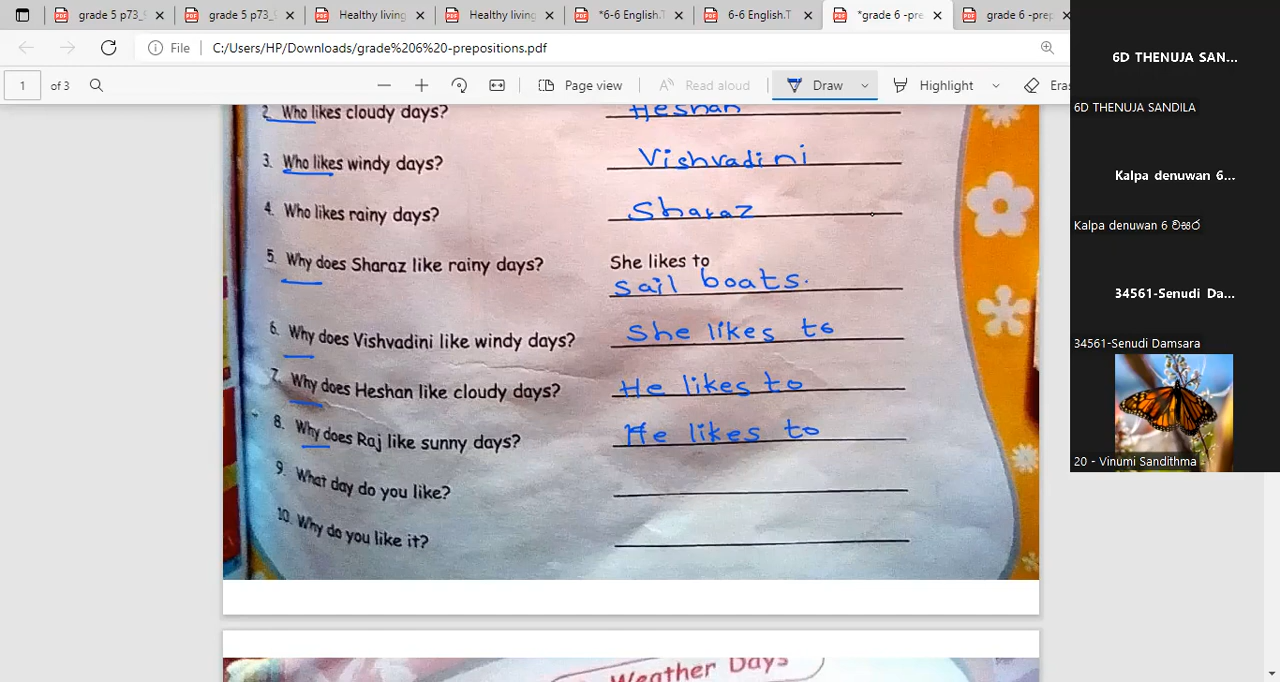 grade 5 p73_
grade 5 p73_
Healthy living
Healthy living
*6-6 English.T
6-6 English.T
*grade 6 -pre
grade 6 -prep
File C:/Users/HP/Downloads/grade%206%20-prepositions.pdf
1 of 3 Page view Read aloud Draw Highlight Eras
2. Who likes cloudy days? Heshan
3. Who likes windy days? Vishvadini
4. Who likes rainy days? Sharaz
5. Why does Sharaz like rainy days? She likes to
sail boats.
6. Why does Vishvadini like windy days? She likes to
7. Why does Heshan like cloudy days? He likes to
8. Why does Raj like sunny days? He likes to
9. What day do you like?
10. Why do you like it?
Weather Days
6D THENUJA SAN...
6D THENUJA SANDILA
Kalpa denuwan 6...
Kalpa denuwan 6 විසර
34561-Senudi Da...
34561-Senudi Damsara
20 - Vinumi Sandithma